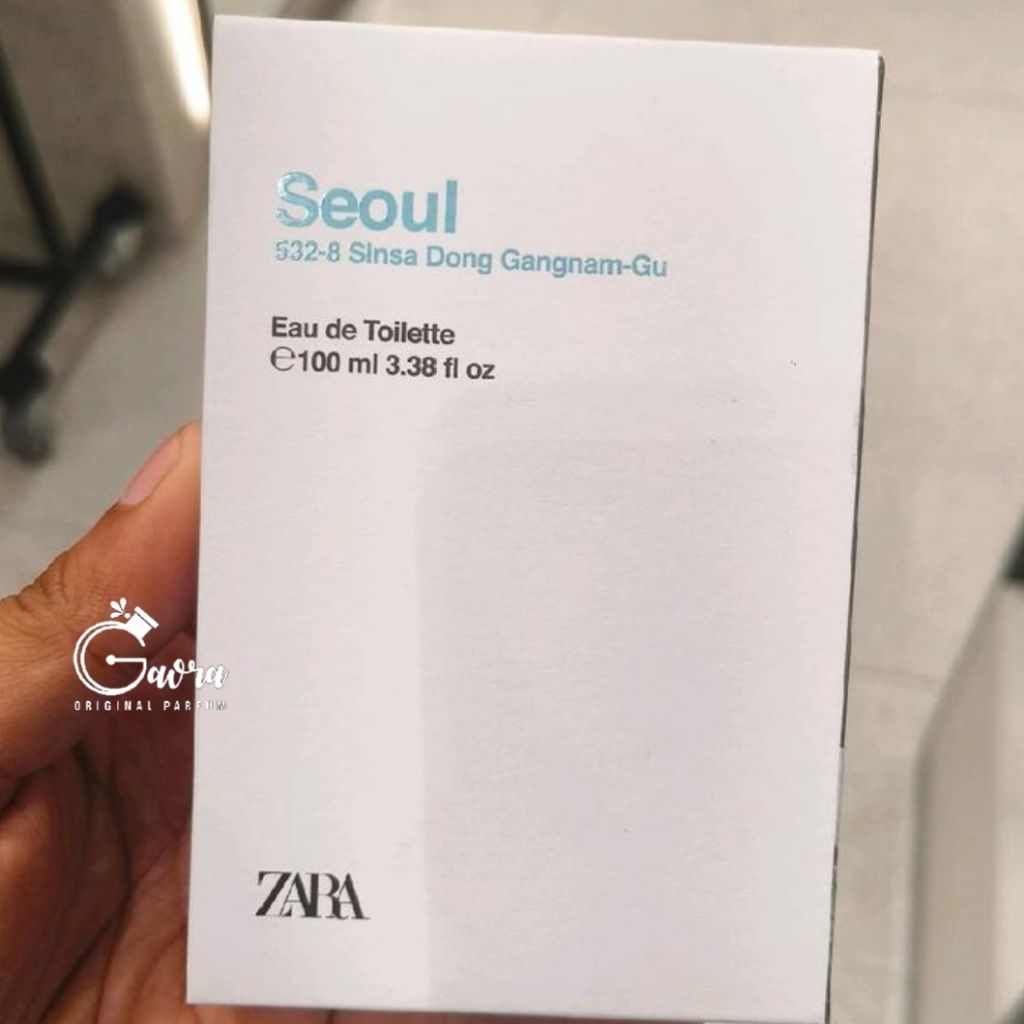 Seoul
532-8 Sinsa Dong Gangnam-Gu
Eau de Toilette
℮100 ml 3.38 fl oz
Gaora
ORIGINAL PARFUM
ZARA